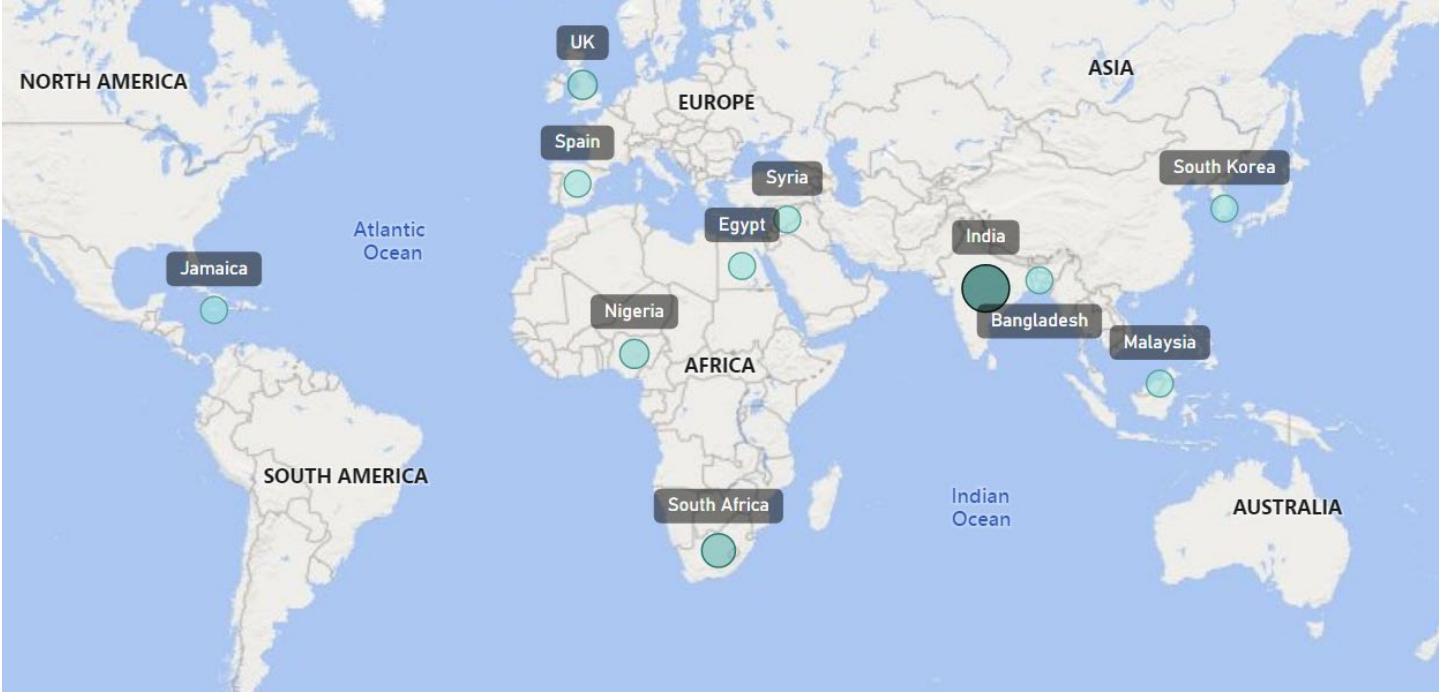 UK
NORTH AMERICA
ASIA
EUROPE
Spain
South Korea
Syria
Egypt
Atlantic
Ocean
India
Jamaica
Nigeria
Bangladesh
Malaysia
AFRICA
SOUTH AMERICA
South Africa
Indian
Ocean
AUSTRALIA